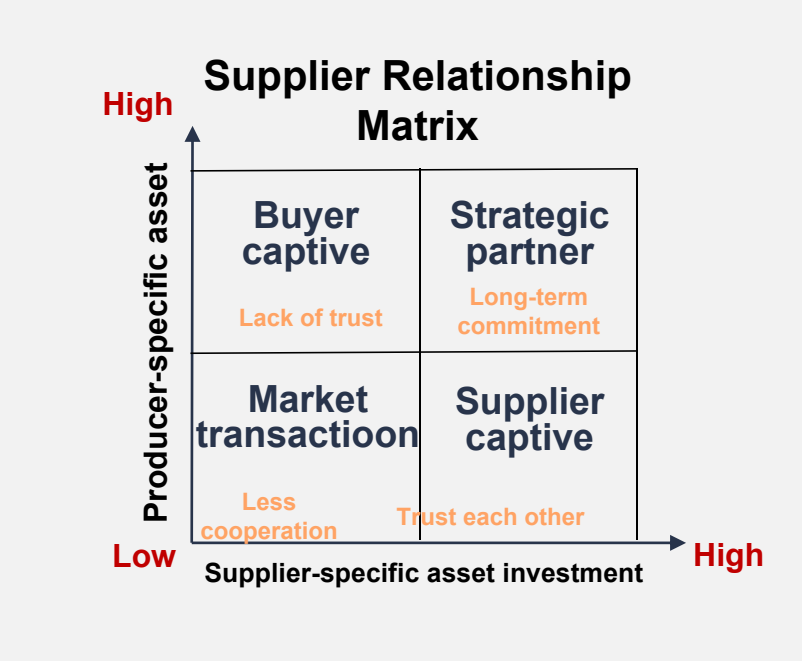 Supplier Relationship
Matrix
High
Producer-specific asset
Buyer
captive
Lack of trust
Strategic
partner
Long-term
commitment
Market
transactioon
Less
cooperation
Supplier
captive
Trust each other
Low
Supplier-specific asset investment
High